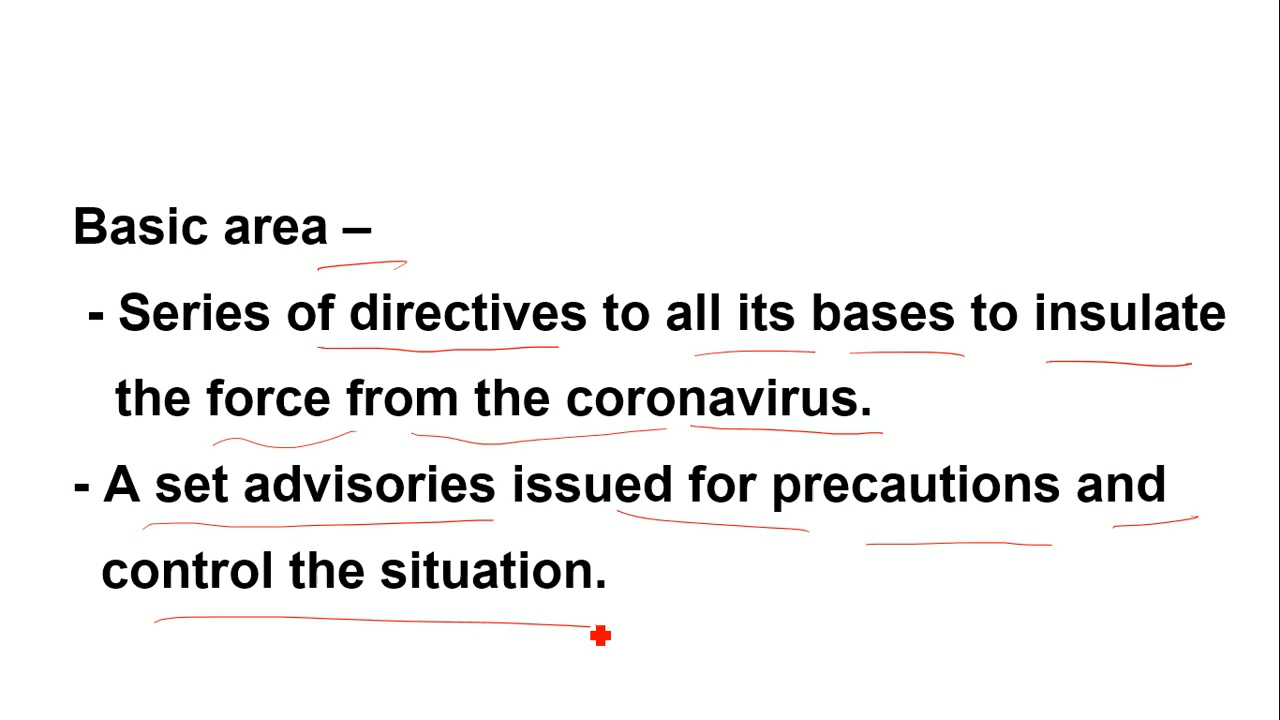 Basic area –
- Series of directives to all its bases to insulate
the force from the coronavirus.
- A set advisories issued for precautions and
control the situation.